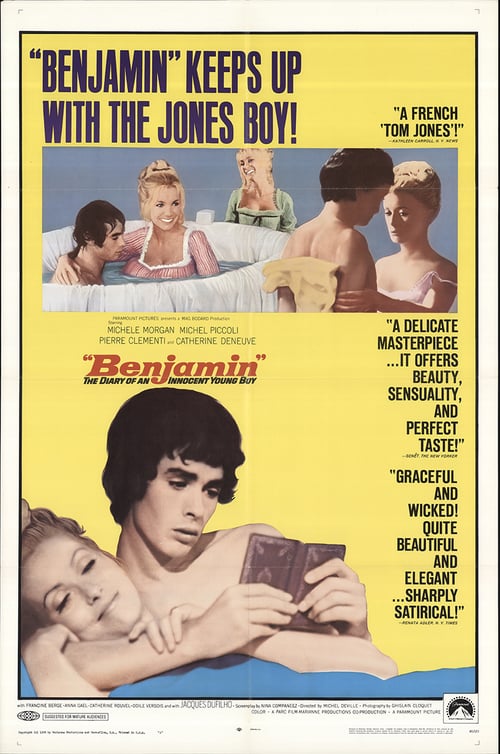 “BENJAMIN” KEEPS UP
WITH THE JONES BOY!
“A FRENCH
‘TOM JONES’!”
—KATHLEEN CARROLL, N.Y. NEWS
PARAMOUNT PICTURES presents a MAG BODARD Production
Starring
MICHELE MORGAN MICHEL PICCOLI
PIERRE CLEMENTI and CATHERINE DENEUVE
“Benjamin”
THE DIARY OF AN INNOCENT YOUNG BOY
“A DELICATE
MASTERPIECE
...IT OFFERS
BEAUTY,
SENSUALITY,
AND
PERFECT
TASTE!”
—GENÊT, THE NEW YORKER
“GRACEFUL
AND
WICKED!
QUITE
BEAUTIFUL
AND
ELEGANT
...SHARPLY
SATIRICAL!”
—RENATA ADLER, N.Y. TIMES
with FRANCINE BERGE · ANNA GAEL · CATHERINE ROUVEL · ODILE VERSOIS and with JACQUES DUFILHO · Screenplay by NINA COMPANEEZ · Directed by MICHEL DEVILLE · Photography by GHISLAIN CLOQUET
COLOR — A PARC FILM-MARIANNE PRODUCTIONS CO-PRODUCTION — A PARAMOUNT PICTURE
SUGGESTED FOR MATURE AUDIENCES
Paramount